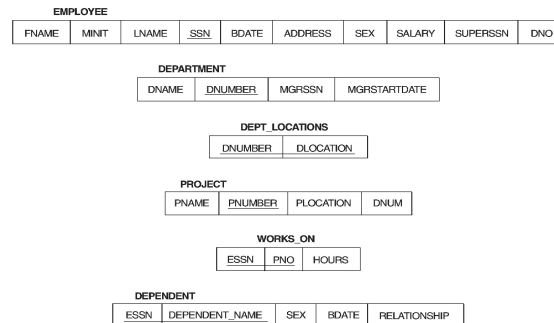 EMPLOYEE
FNAME MINIT LNAME SSN BDATE ADDRESS SEX SALARY SUPERSSN DNO
DEPARTMENT
DNAME DNUMBER MGRSSN MGRSTARTDATE
DEPT_LOCATIONS
DNUMBER DLOCATION
PROJECT
PNAME PNUMBER PLOCATION DNUM
WORKS_ON
ESSN PNO HOURS
DEPENDENT
ESSN DEPENDENT_NAME SEX BDATE RELATIONSHIP